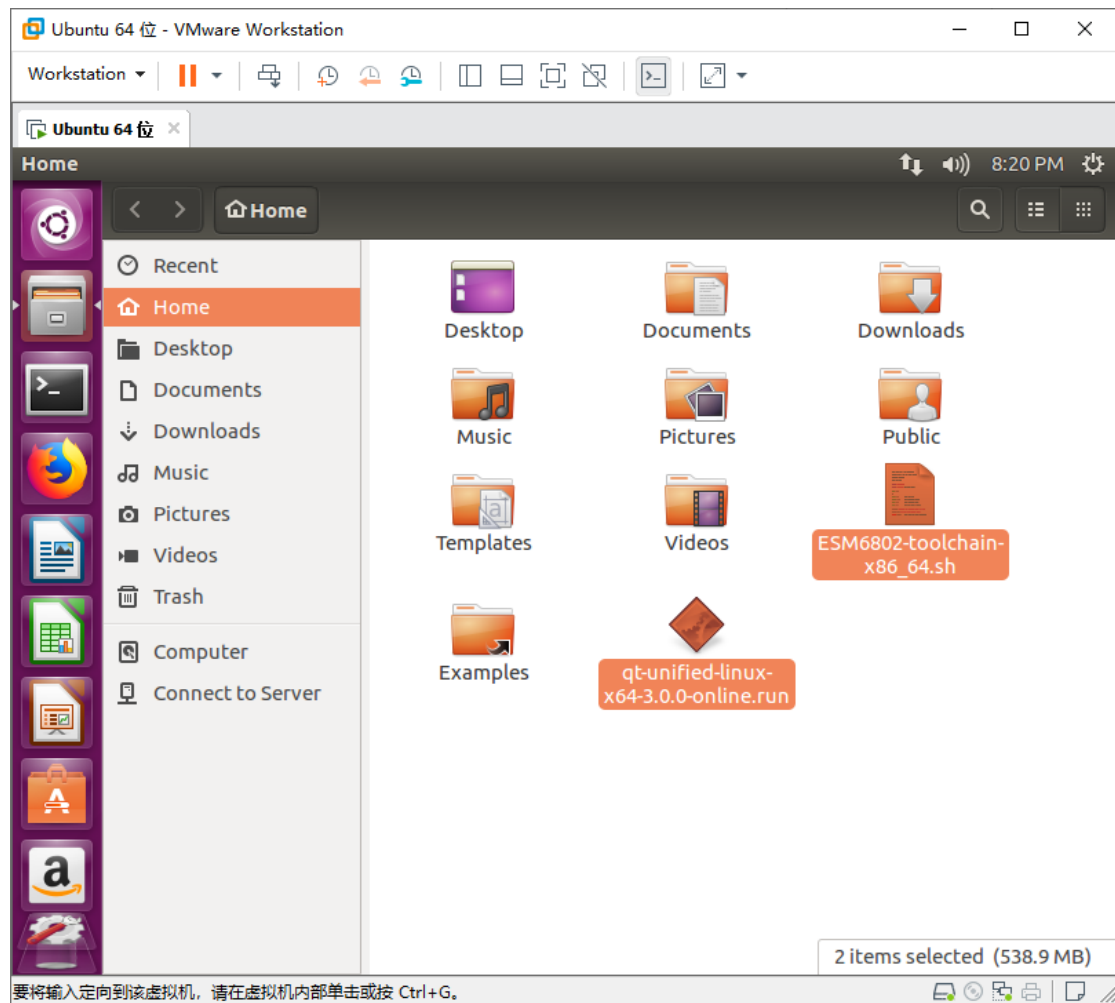 Ubuntu 64 位 - VMware Workstation
Workstation
Ubuntu 64 位
Home
8:20 PM
Home
Recent
Home
Desktop
Documents
Downloads
Music
Pictures
Videos
Trash
Computer
Connect to Server
Desktop
Documents
Downloads
Music
Pictures
Public
Templates
Videos
ESM6802-toolchain-
x86_64.sh
Examples
qt-unified-linux-
x64-3.0.0-online.run
2 items selected (538.9 MB)
要将输入定向到该虚拟机，请在虚拟机内部单击或按 Ctrl+G。